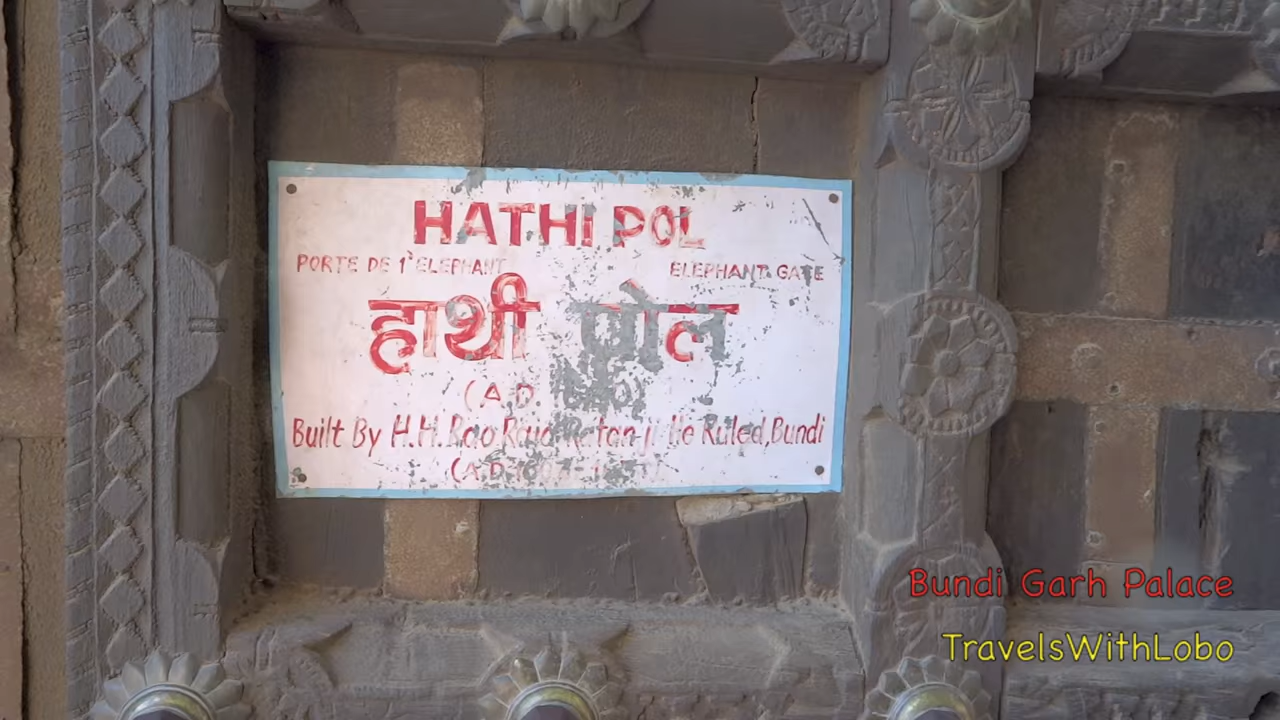 HATHI POL
PORTE DE 1' ELEPHANT ELEPHANT GATE
हाथी पोल
(A.D.
Built By H.H. Rao Raja Ratan ji He Ruled, Bundi
(A.D. 1607-
Bundi Garh Palace
TravelsWithLobo